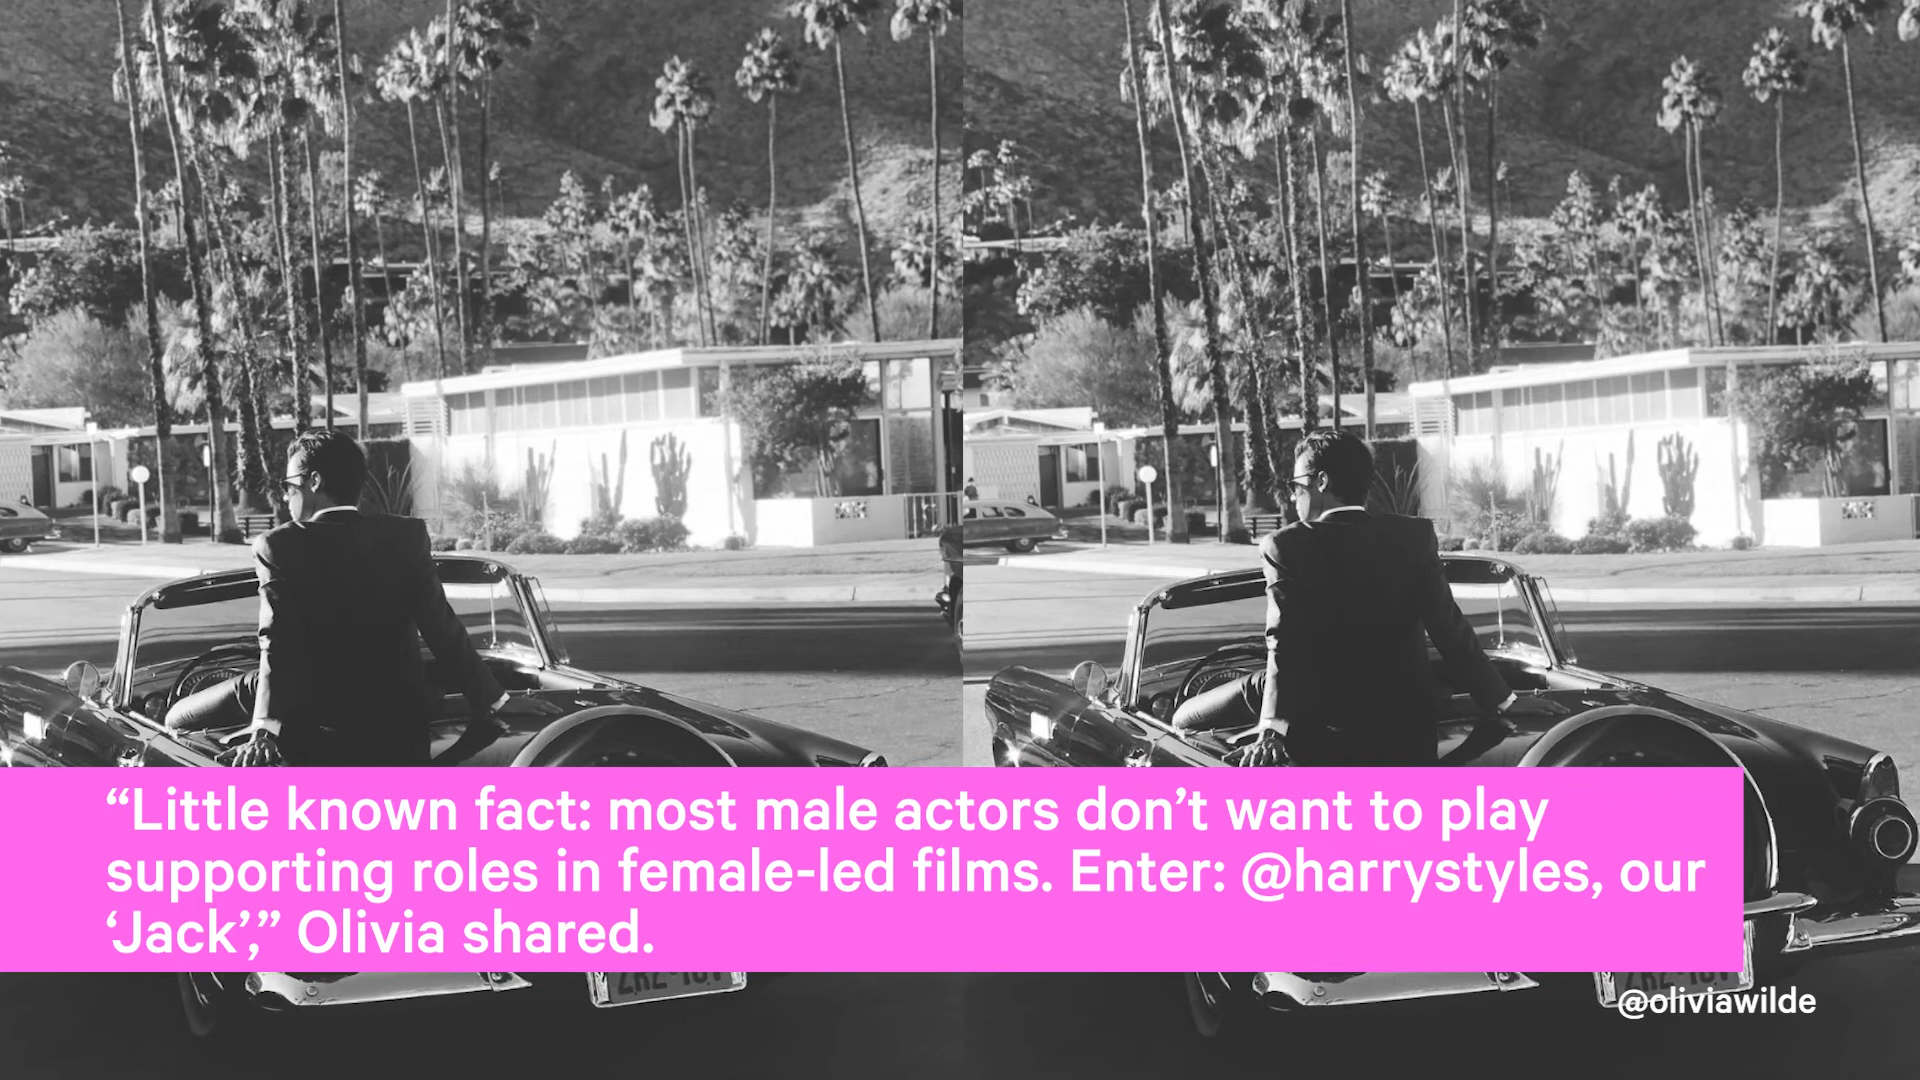 “Little known fact: most male actors don’t want to play
supporting roles in female-led films. Enter: @harrystyles, our
‘Jack’,” Olivia shared.
@oliviawilde